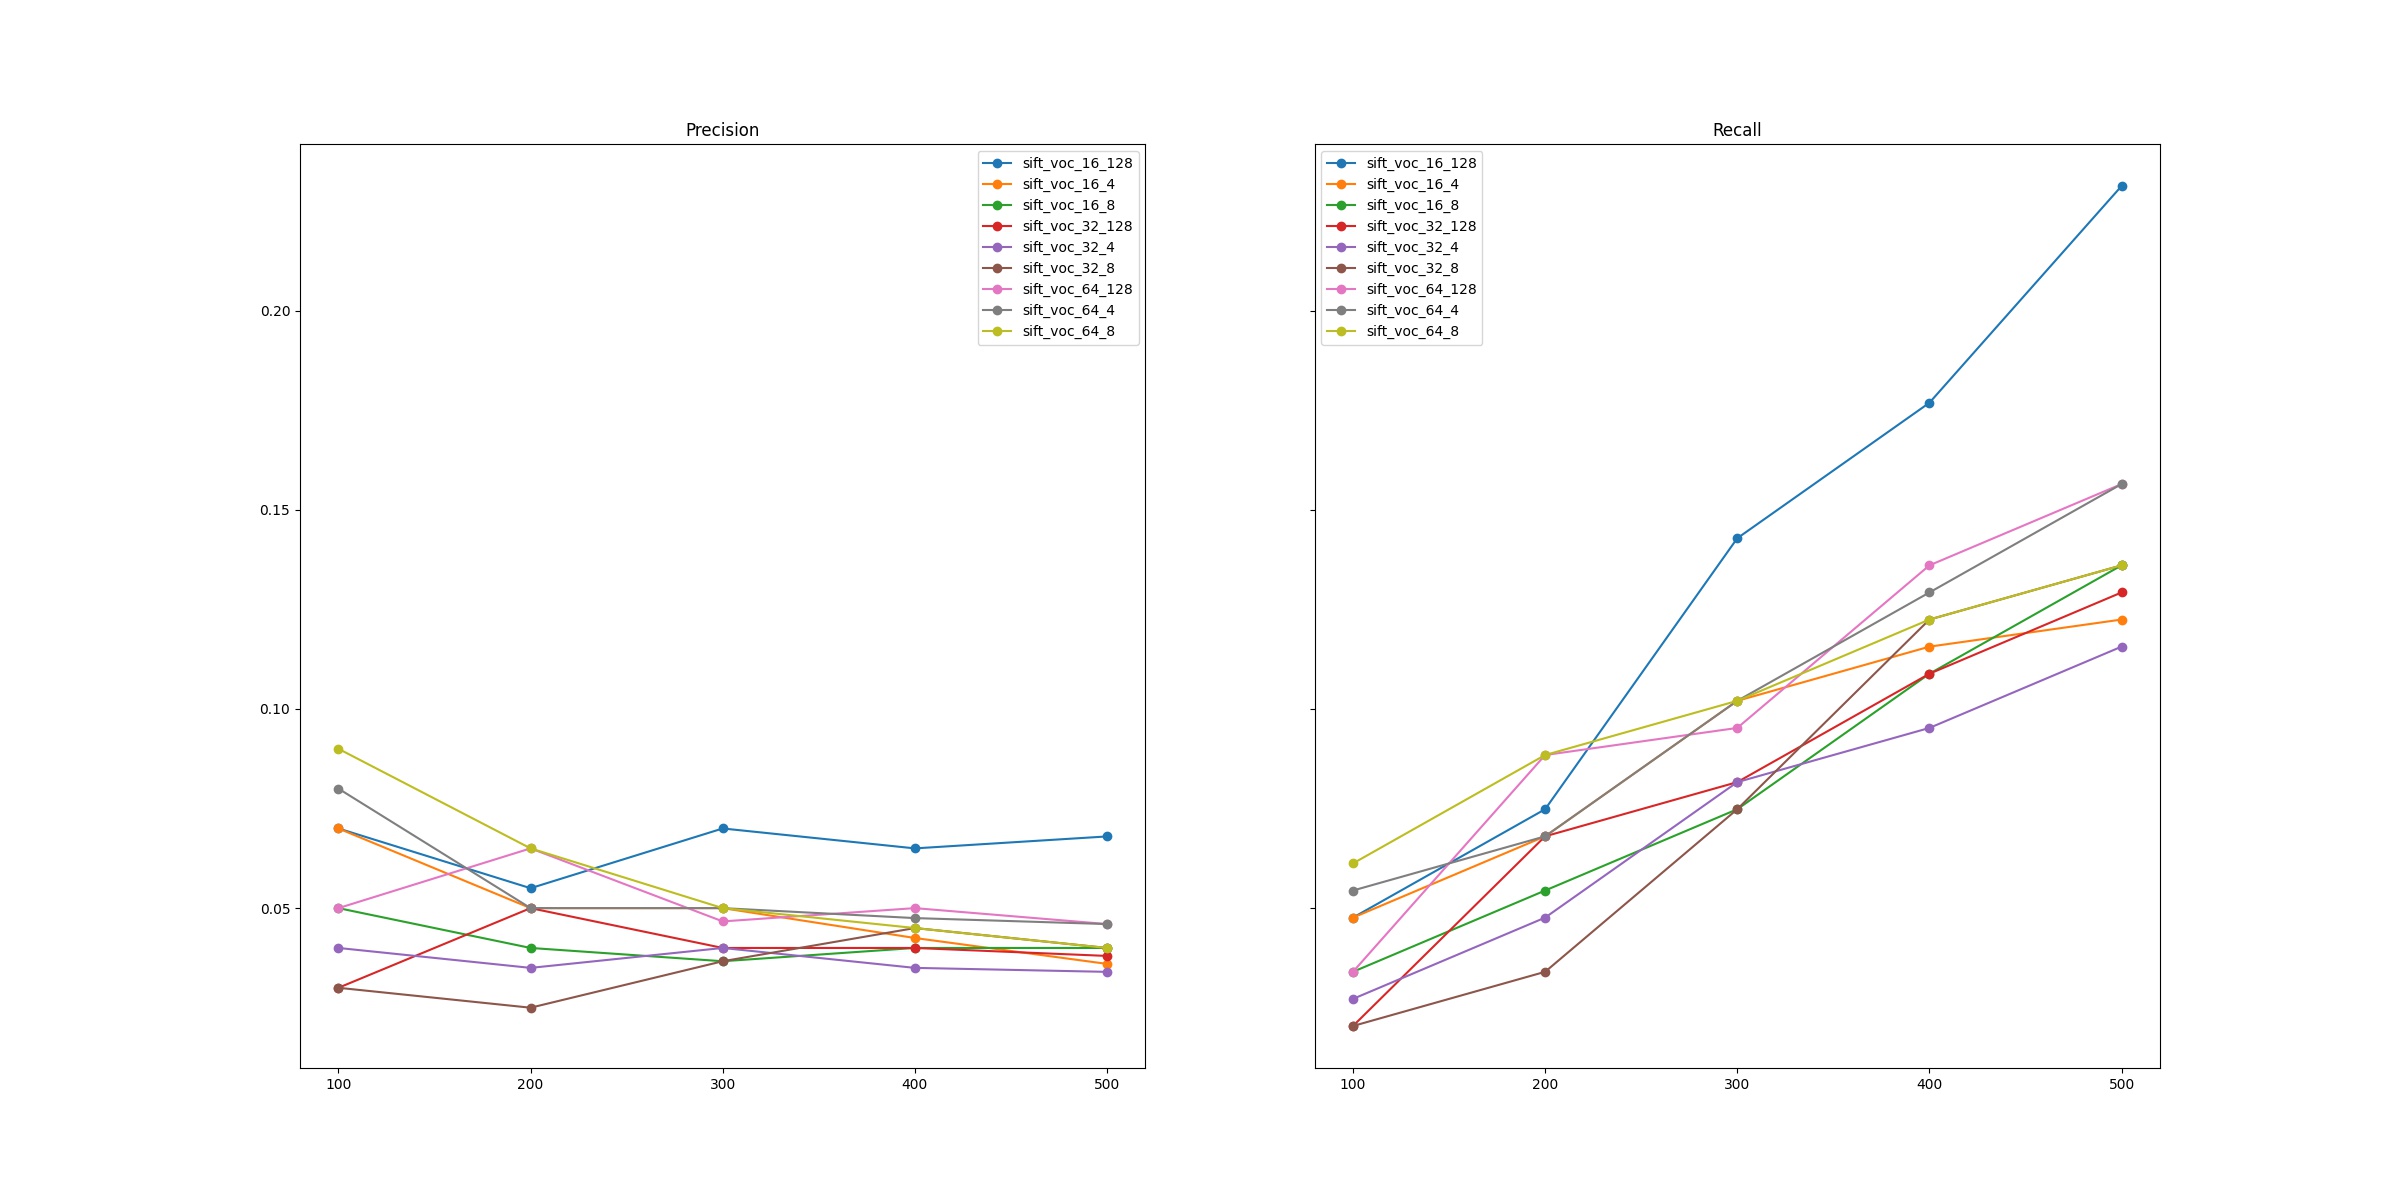 Precision
sift_voc_16_128
sift_voc_16_4
sift_voc_16_8
sift_voc_32_128
sift_voc_32_4
sift_voc_32_8
sift_voc_64_128
sift_voc_64_4
sift_voc_64_8
0.20
0.15
0.10
0.05
100 200 300 400 500
Recall
sift_voc_16_128
sift_voc_16_4
sift_voc_16_8
sift_voc_32_128
sift_voc_32_4
sift_voc_32_8
sift_voc_64_128
sift_voc_64_4
sift_voc_64_8
100 200 300 400 500